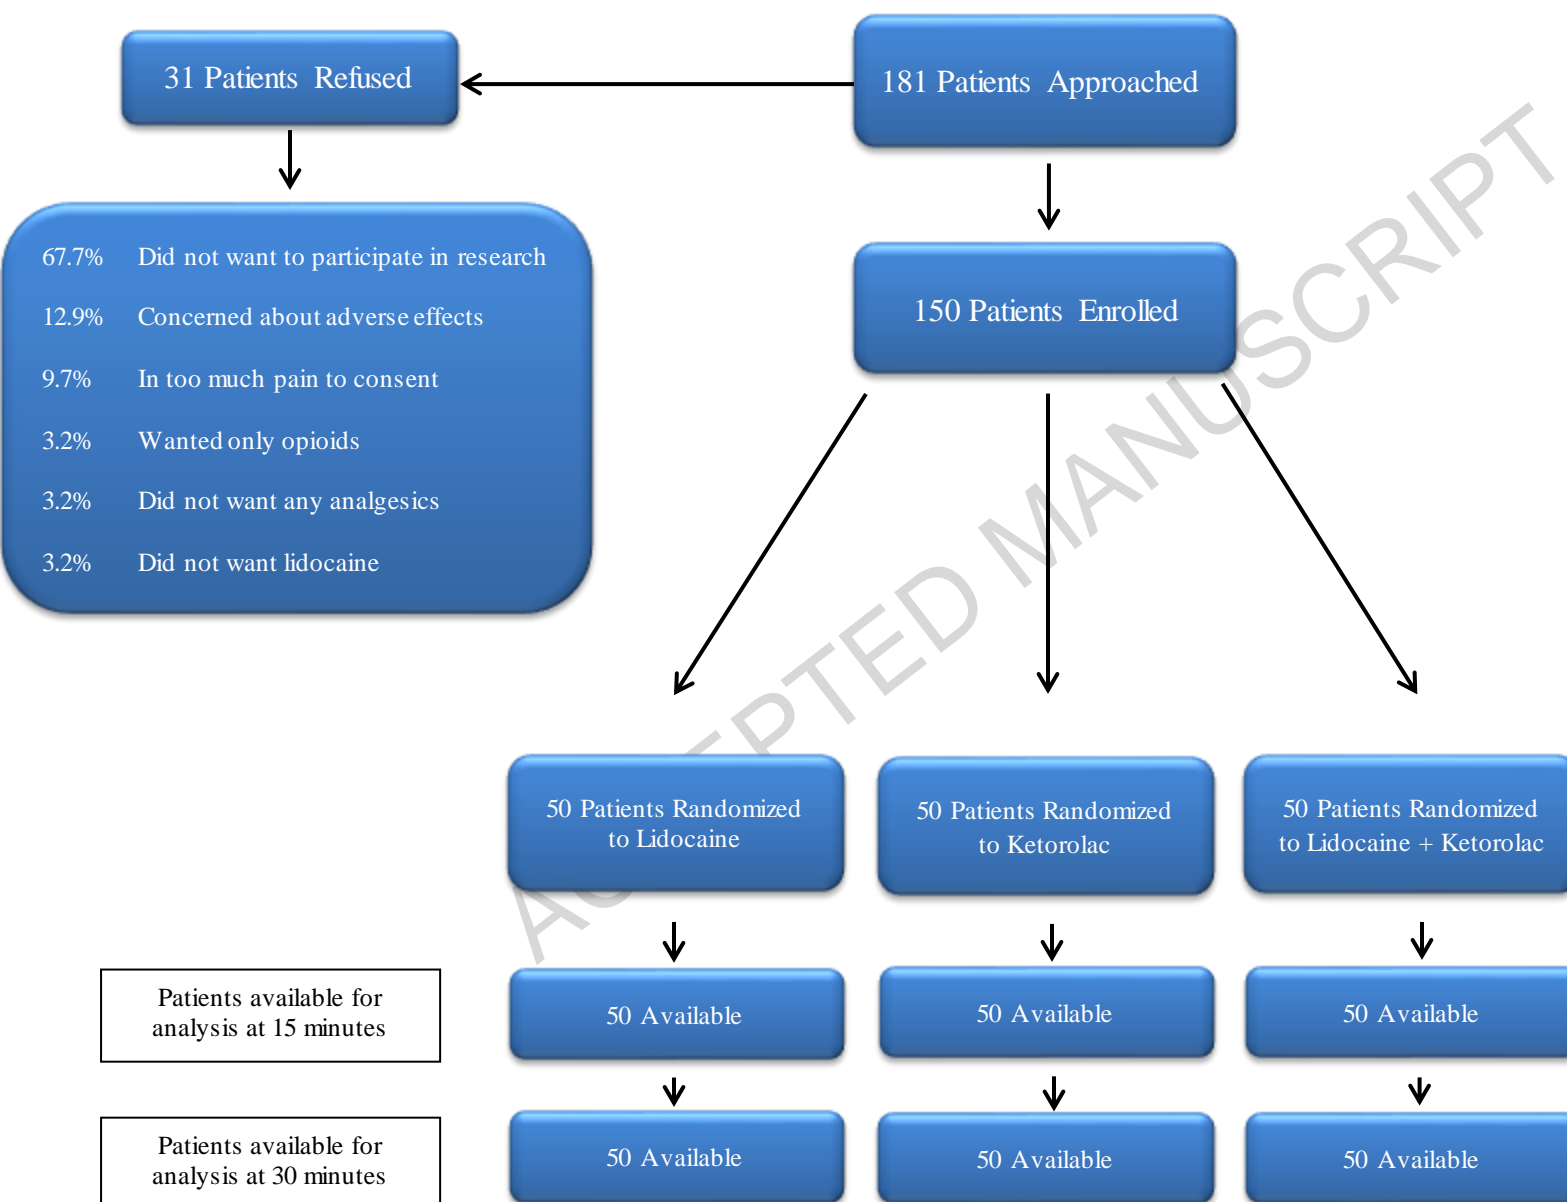 31 Patients Refused
181 Patients Approached
67.7% Did not want to participate in research
12.9% Concerned about adverse effects
9.7% In too much pain to consent
3.2% Wanted only opioids
3.2% Did not want any analgesics
3.2% Did not want lidocaine
150 Patients Enrolled
ACCEPTED MANUSCRIPT
50 Patients Randomized
to Lidocaine
50 Patients Randomized
to Ketorolac
50 Patients Randomized
to Lidocaine + Ketorolac
Patients available for
analysis at 15 minutes
50 Available
50 Available
50 Available
Patients available for
analysis at 30 minutes
50 Available
50 Available
50 Available